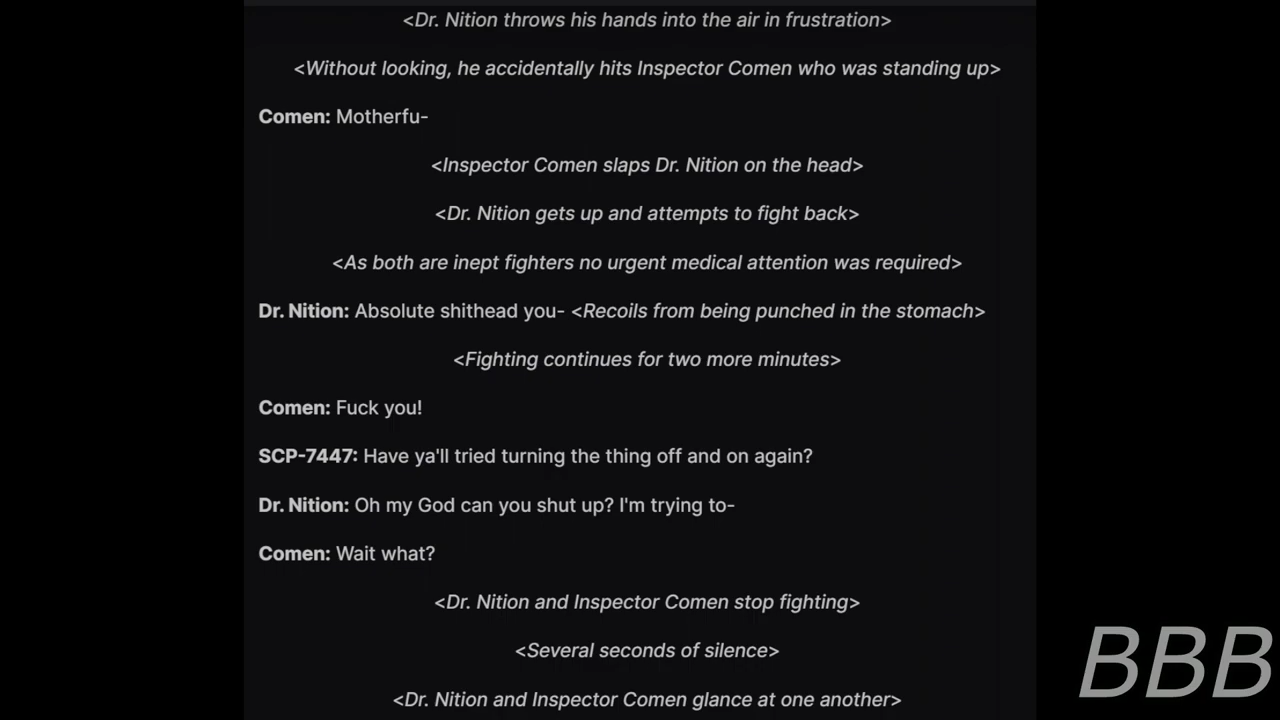 <Dr. Nition throws his hands into the air in frustration>
<Without looking, he accidentally hits Inspector Comen who was standing up>
Comen: Motherfu-
<Inspector Comen slaps Dr. Nition on the head>
<Dr. Nition gets up and attempts to fight back>
<As both are inept fighters no urgent medical attention was required>
Dr. Nition: Absolute shithead you- <Recoils from being punched in the stomach>
<Fighting continues for two more minutes>
Comen: Fuck you!
SCP-7447: Have ya'll tried turning the thing off and on again?
Dr. Nition: Oh my God can you shut up? I'm trying to-
Comen: Wait what?
<Dr. Nition and Inspector Comen stop fighting>
<Several seconds of silence>
<Dr. Nition and Inspector Comen glance at one another>
BBB